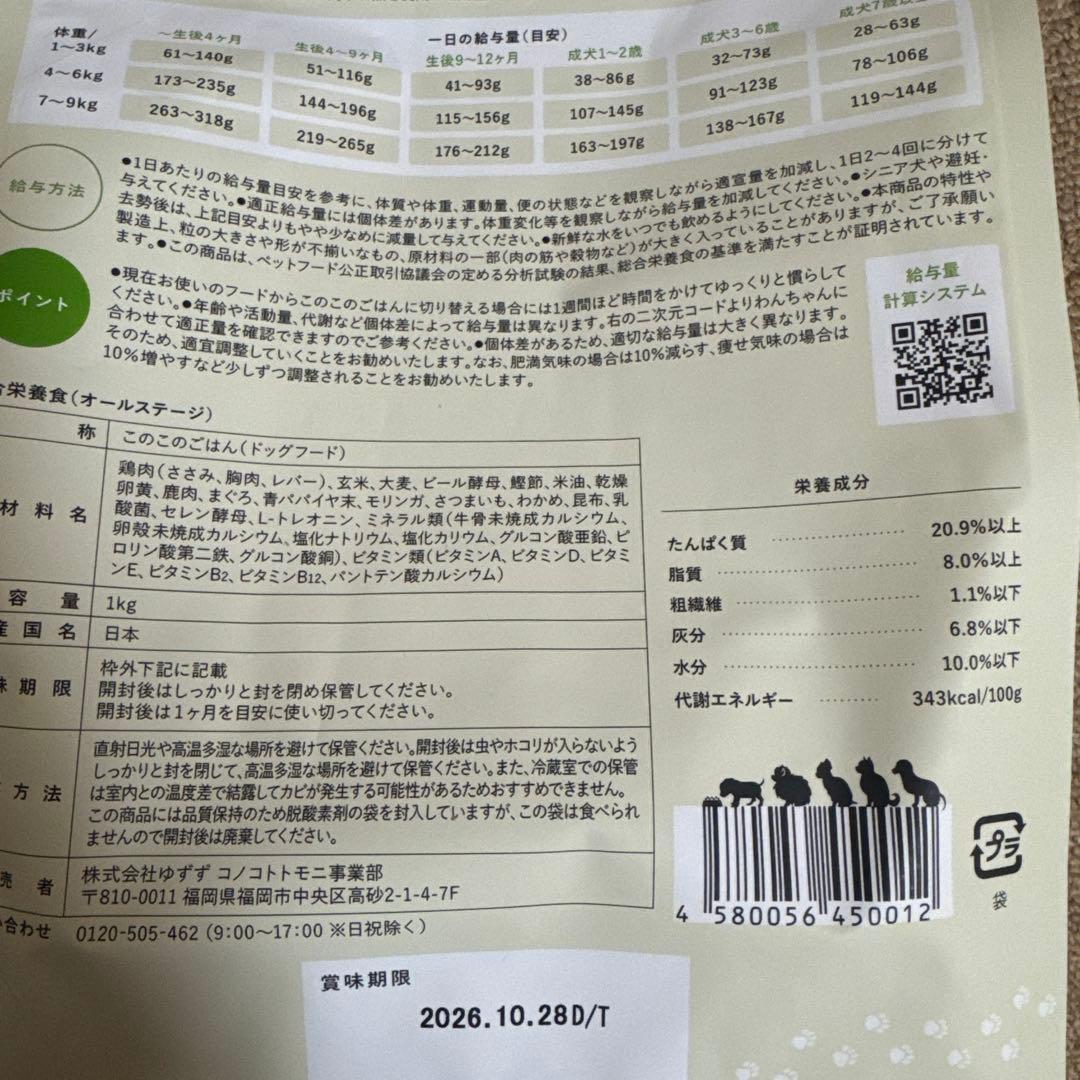 一日の給与量(目安)
体重/ ～生後4ヶ月 生後4～9ヶ月 生後9～12ヶ月 成犬1～2歳 成犬3～6歳 成犬7歳以上
1～3kg 61～140g 51～116g 41～93g 38～86g 32～73g 28～63g
4～6kg 173～235g 144～196g 115～156g 107～145g 91～123g 78～106g
7～9kg 263～318g 219～265g 176～212g 163～197g 138～167g 119～144g
給与方法
●1日あたりの給与量目安を参考に、体質や体重、運動量、便の状態などを観察しながら適宜量を加減し、1日2～4回に分けて
与えてください。●適正給与量には個体差があります。体重変化等を観察しながら給与量を加減してください。●シニア犬や避妊・
去勢後は、上記目安よりもやや少なめに減量して与えてください。●新鮮な水をいつでも飲めるようにしてください。●本商品の特性や
製造上、粒の大きさや形が不揃いなもの、原材料の一部(肉の筋や穀物など)が大きく入っていることがありますが、ご了承願い
ます。●この商品は、ペットフード公正取引協議会の定める分析試験の結果、総合栄養食の基準を満たすことが証明されています。
ポイント
●現在お使いのフードからこのこのごはんに切り替える場合には1週間ほど時間をかけてゆっくりと慣らして
ください。●年齢や活動量、代謝など個体差によって給与量は異なります。右の二次元コードよりわんちゃんに
合わせて適正量を確認できますのでご参考ください。●個体差があるため、適切な給与量は大きく異なります。
そのため、適宜調整していくことをお勧めいたします。なお、肥満気味の場合は10%減らす、痩せ気味の場合は
10%増やすなど少しずつ調整されることをお勧めいたします。
給与量
計算システム
合栄養食(オールステージ)
称 このこのごはん(ドッグフード)
材料名 鶏肉(ささみ、胸肉、レバー)、玄米、大麦、ビール酵母、鰹節、米油、乾燥
卵黄、鹿肉、まぐろ、青パパイヤ末、モリンガ、さつまいも、わかめ、昆布、乳
酸菌、セレン酵母、L-トレオニン、ミネラル類(牛骨未焼成カルシウム、
卵殻未焼成カルシウム、塩化ナトリウム、塩化カリウム、グルコン酸亜鉛、ピ
ロリン酸第二鉄、グルコン酸銅)、ビタミン類(ビタミンA、ビタミンD、ビタミ
ンE、ビタミンB2、ビタミンB12、パントテン酸カルシウム)
容量 1kg
産国名 日本
味期限 枠外下記に記載
開封後はしっかりと封を閉め保管してください。
開封後は1ヶ月を目安に使い切ってください。
方法 直射日光や高温多湿な場所を避けて保管ください。開封後は虫やホコリが入らないよう
しっかりと封を閉じて、高温多湿な場所を避けて保管ください。また、冷蔵室での保管
は室内との温度差で結露してカビが発生する可能性があるためおすすめできません。
この商品には品質保持のため脱酸素剤の袋を封入していますが、この袋は食べられ
ませんので開封後は廃棄してください。
売者 株式会社ゆずず コノコトトモニ事業部
〒810-0011 福岡県福岡市中央区高砂2-1-4-7F
い合わせ 0120-505-462 (9:00～17:00 ※日祝除く)
栄養成分
たんぱく質 ………… 20.9%以上
脂質 ………… 8.0%以上
粗繊維 ………… 1.1%以下
灰分 ………… 6.8%以下
水分 ………… 10.0%以下
代謝エネルギー ……… 343kcal/100g
4 580056 450012
プラ
袋
賞味期限
2026.10.28D/T